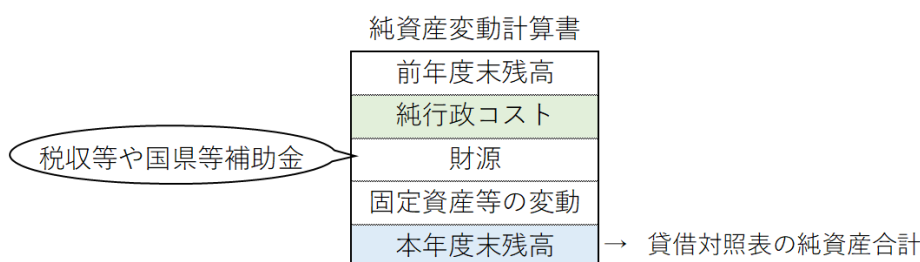 純資産変動計算書
前年度末残高
純行政コスト
税収等や国県等補助金
財源
固定資産等の変動
本年度末残高 → 貸借対照表の純資産合計